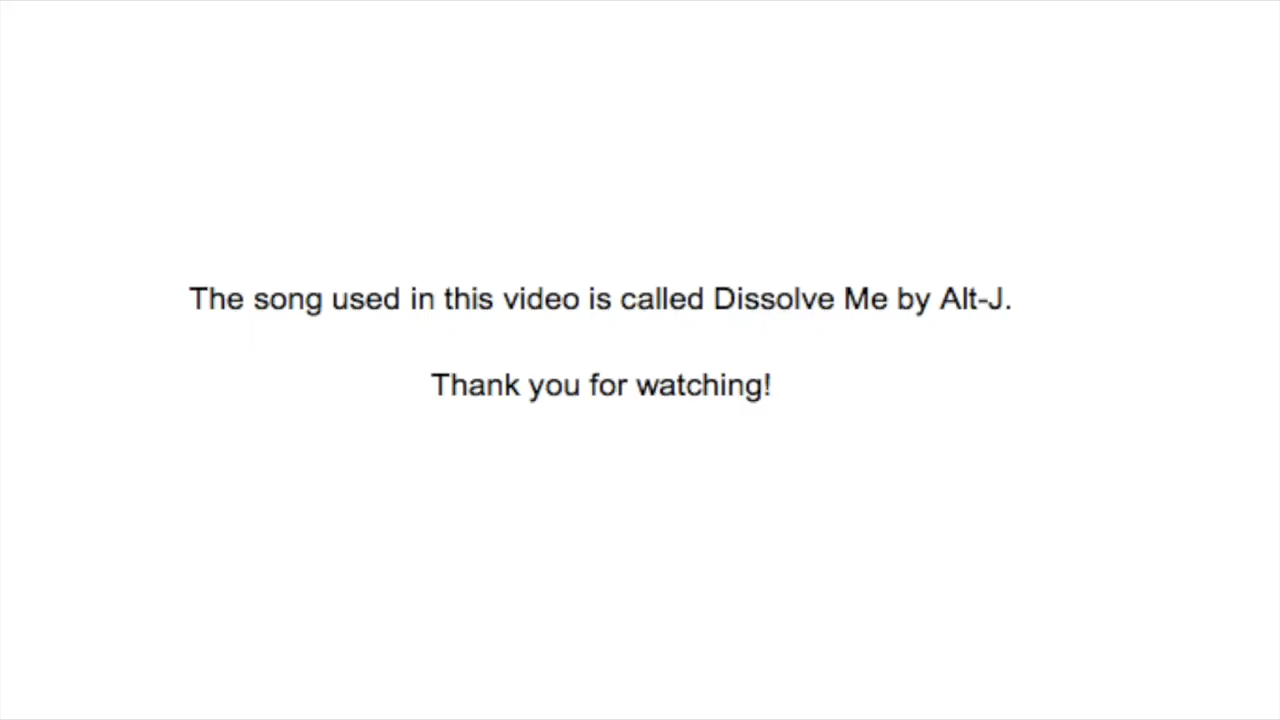 The song used in this video is called Dissolve Me by Alt-J.
Thank you for watching!